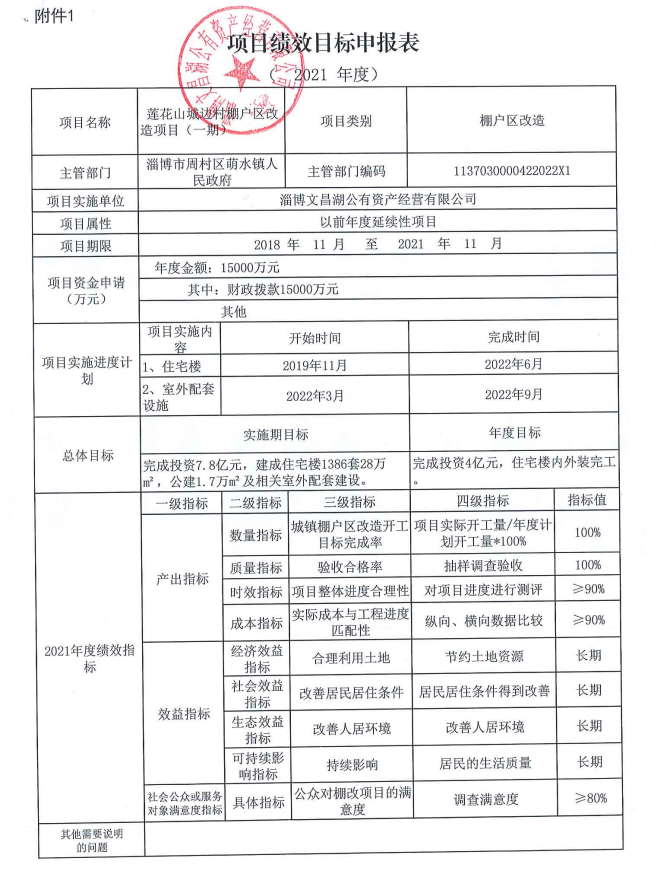 附件1
项目绩效目标申报表
（ 2021 年度）
项目名称 莲花山城边村棚户区改造项目（一期） 项目类别 棚户区改造
主管部门 淄博市周村区萌水镇人民政府 主管部门编码 1137030000422022X1
项目实施单位 淄博文昌湖公有资产经营有限公司
项目属性 以前年度延续性项目
项目期限 2018 年 11 月 至 2021 年 11 月
项目资金申请（万元） 年度金额：15000万元
其中：财政拨款15000万元
其他
项目实施进度计划 项目实施内容 开始时间 完成时间
1、住宅楼 2019年11月 2022年6月
2、室外配套设施 2022年3月 2022年9月
总体目标 实施期目标 年度目标
完成投资7.8亿元，建成住宅楼1386套28万㎡，公建1.7万㎡及相关室外配套建设。 完成投资4亿元，住宅楼内外装完工。
2021年度绩效指标 一级指标 二级指标 三级指标 四级指标 指标值
产出指标 数量指标 城镇棚户区改造开工目标完成率 项目实际开工量/年度计划开工量*100% 100%
质量指标 验收合格率 抽样调查验收 100%
时效指标 项目整体进度合理性 对项目进度进行测评 ≥90%
成本指标 实际成本与工程进度匹配性 纵向、横向数据比较 ≥90%
效益指标 经济效益指标 合理利用土地 节约土地资源 长期
社会效益指标 改善居民居住条件 居民居住条件得到改善 长期
生态效益指标 改善人居环境 改善人居环境 长期
可持续影响指标 持续影响 居民的生活质量 长期
社会公众或服务对象满意度指标 具体指标 公众对棚改项目的满意度 调查满意度 ≥80%
其他需要说明的问题